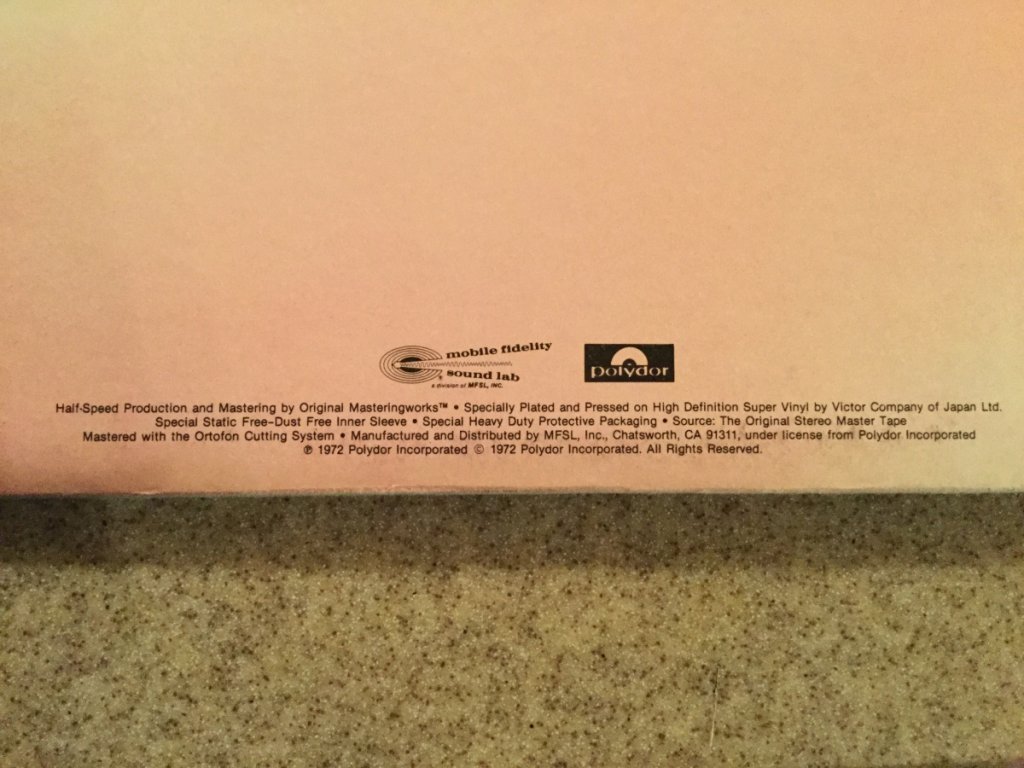 mobile fidelity
sound lab
a division of MFSL, INC.
polydor
Half-Speed Production and Mastering by Original Masteringworks™ • Specially Plated and Pressed on High Definition Super Vinyl by Victor Company of Japan Ltd.
Special Static Free-Dust Free Inner Sleeve • Special Heavy Duty Protective Packaging • Source: The Original Stereo Master Tape
Mastered with the Ortofon Cutting System • Manufactured and Distributed by MFSL, Inc., Chatsworth, CA 91311, under license from Polydor Incorporated
℗ 1972 Polydor Incorporated © 1972 Polydor Incorporated. All Rights Reserved.